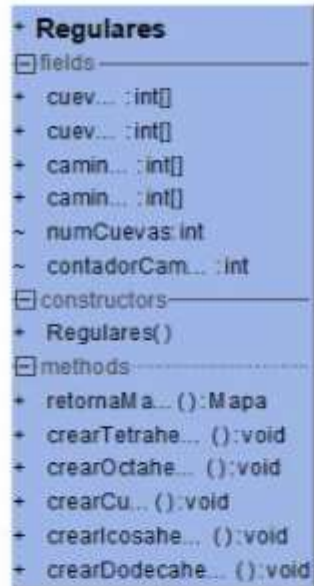 + Regulares
fields
+ cuev... :int[]
+ cuev... :int[]
+ camin... :int[]
+ camin... :int[]
~ numCuevas:int
~ contadorCam... :int
constructors
+ Regulares()
methods
+ retornaMa... ():Mapa
+ crearTetrahe... ():void
+ crearOctahe... ():void
+ crearCu... ():void
+ crearIcosahe... ():void
+ crearDodecahe... ():void